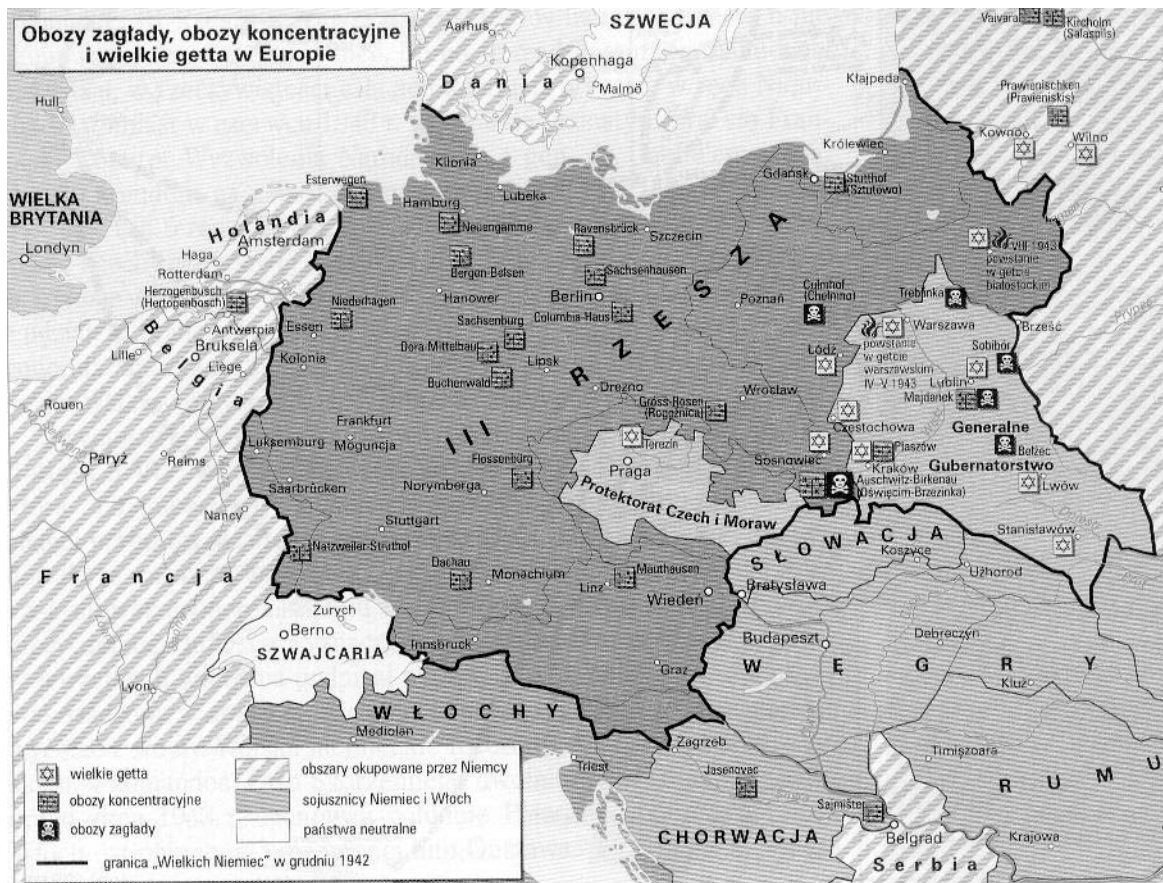 Obozy zagłady, obozy koncentracyjne
i wielkie getta w Europie
SZWECJA
Aarhus
Kopenhaga
Malmö
Dania
Vaivara
Kircholm
(Salaspils)
Kłajpeda
Prawienischken
(Pravieniskis)
Kowno
Wilno
Hull
WIELKA
BRYTANIA
Londyn
Kilonia
Lubeka
Królewiec
Gdańsk
Stutthof
(Sztutowo)
Esterwegen
Hamburg
Neuengamme
Ravensbrück
Szczecin
Holandia
Amsterdam
Haga
Rotterdam
Herzogenbusch
(Hertogenbosch)
Bergen-Belsen
Sachsenhausen
VIII 1943
powstanie
w getcie
białostockim
Niederhagen
Hanower
Berlin
Columbia-Haus
Poznań
Culmhof
(Chełmno)
Treblinka
Antwerpia
Bruksela
Lille
Liège
Belgia
Essen
Kolonia
Sachsenburg
Dora-Mittelbau
Buchenwald
Lipsk
Drezno
Wrocław
Łódź
Warszawa
powstanie
w getcie
warszawskim
IV-V 1943
Brześć
Prypeć
Sobibór
Lublin
Majdanek
Rouen
Frankfurt
Moguncja
Gross-Rosen
(Rogoźnica)
Częstochowa
Generalne
Gubernatorstwo
Bełżec
Paryż
Reims
Luksemburg
III RZESZA
Flossenbürg
Terezin
Praga
Sosnowiec
Płaszów
Kraków
Auschwitz-Birkenau
(Oświęcim-Brzezinka)
Lwów
Saarbrücken
Norymberga
Protektorat Czech i Moraw
Stanisławów
Nancy
Stuttgart
SŁOWACJA
Koszyce
Użhorod
Natzweiler-Struthof
Francja
Dachau
Monachium
Linz
Mauthausen
Wiedeń
Bratysława
Zurych
Berno
SZWAJCARIA
Innsbruck
Budapeszt
Debreczyn
Graz
WĘGRY
Kluż
Lyon
WŁOCHY
Mediolan
Triest
Zagrzeb
Timişoara
RUMU
Jasenovac
Sajmište
Belgrad
CHORWACJA
Serbia
Krajowa
wielkie getta
obozy koncentracyjne
obozy zagłady
obszary okupowane przez Niemcy
sojusznicy Niemiec i Włoch
państwa neutralne
granica „Wielkich Niemiec" w grudniu 1942